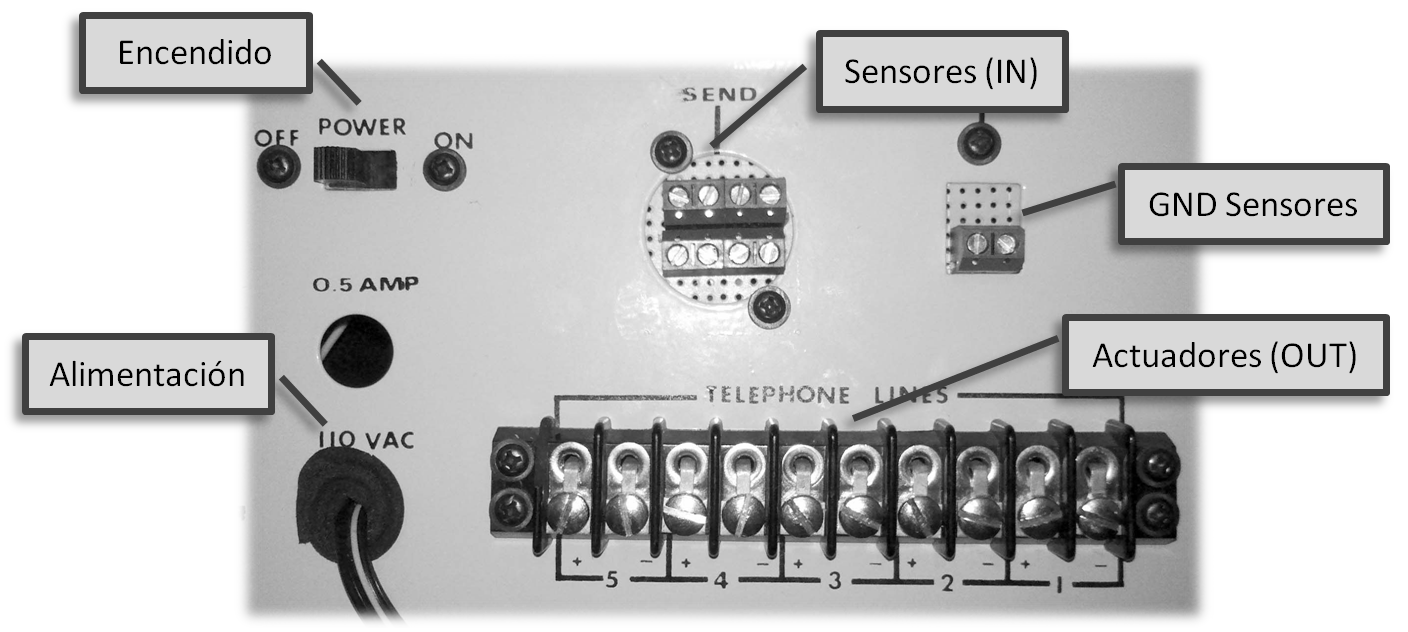 Encendido
Sensores (IN)
SEND
OFF POWER ON
GND Sensores
0.5 AMP
Actuadores (OUT)
Alimentación
TELEPHONE LINES
110 VAC
+ − + − + − + − + −
5 4 3 2 1